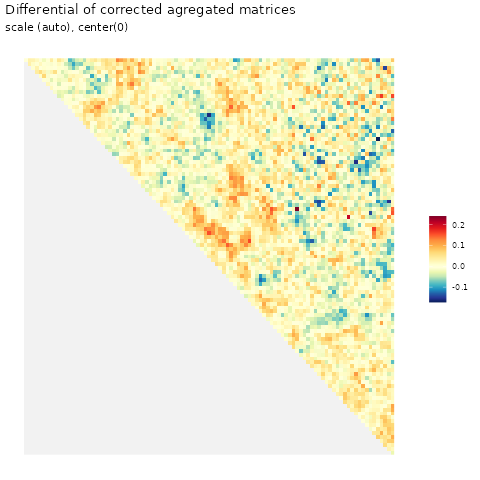 Differential of corrected agregated matrices
scale (auto), center(0)
0.2
0.1
0.0
-0.1